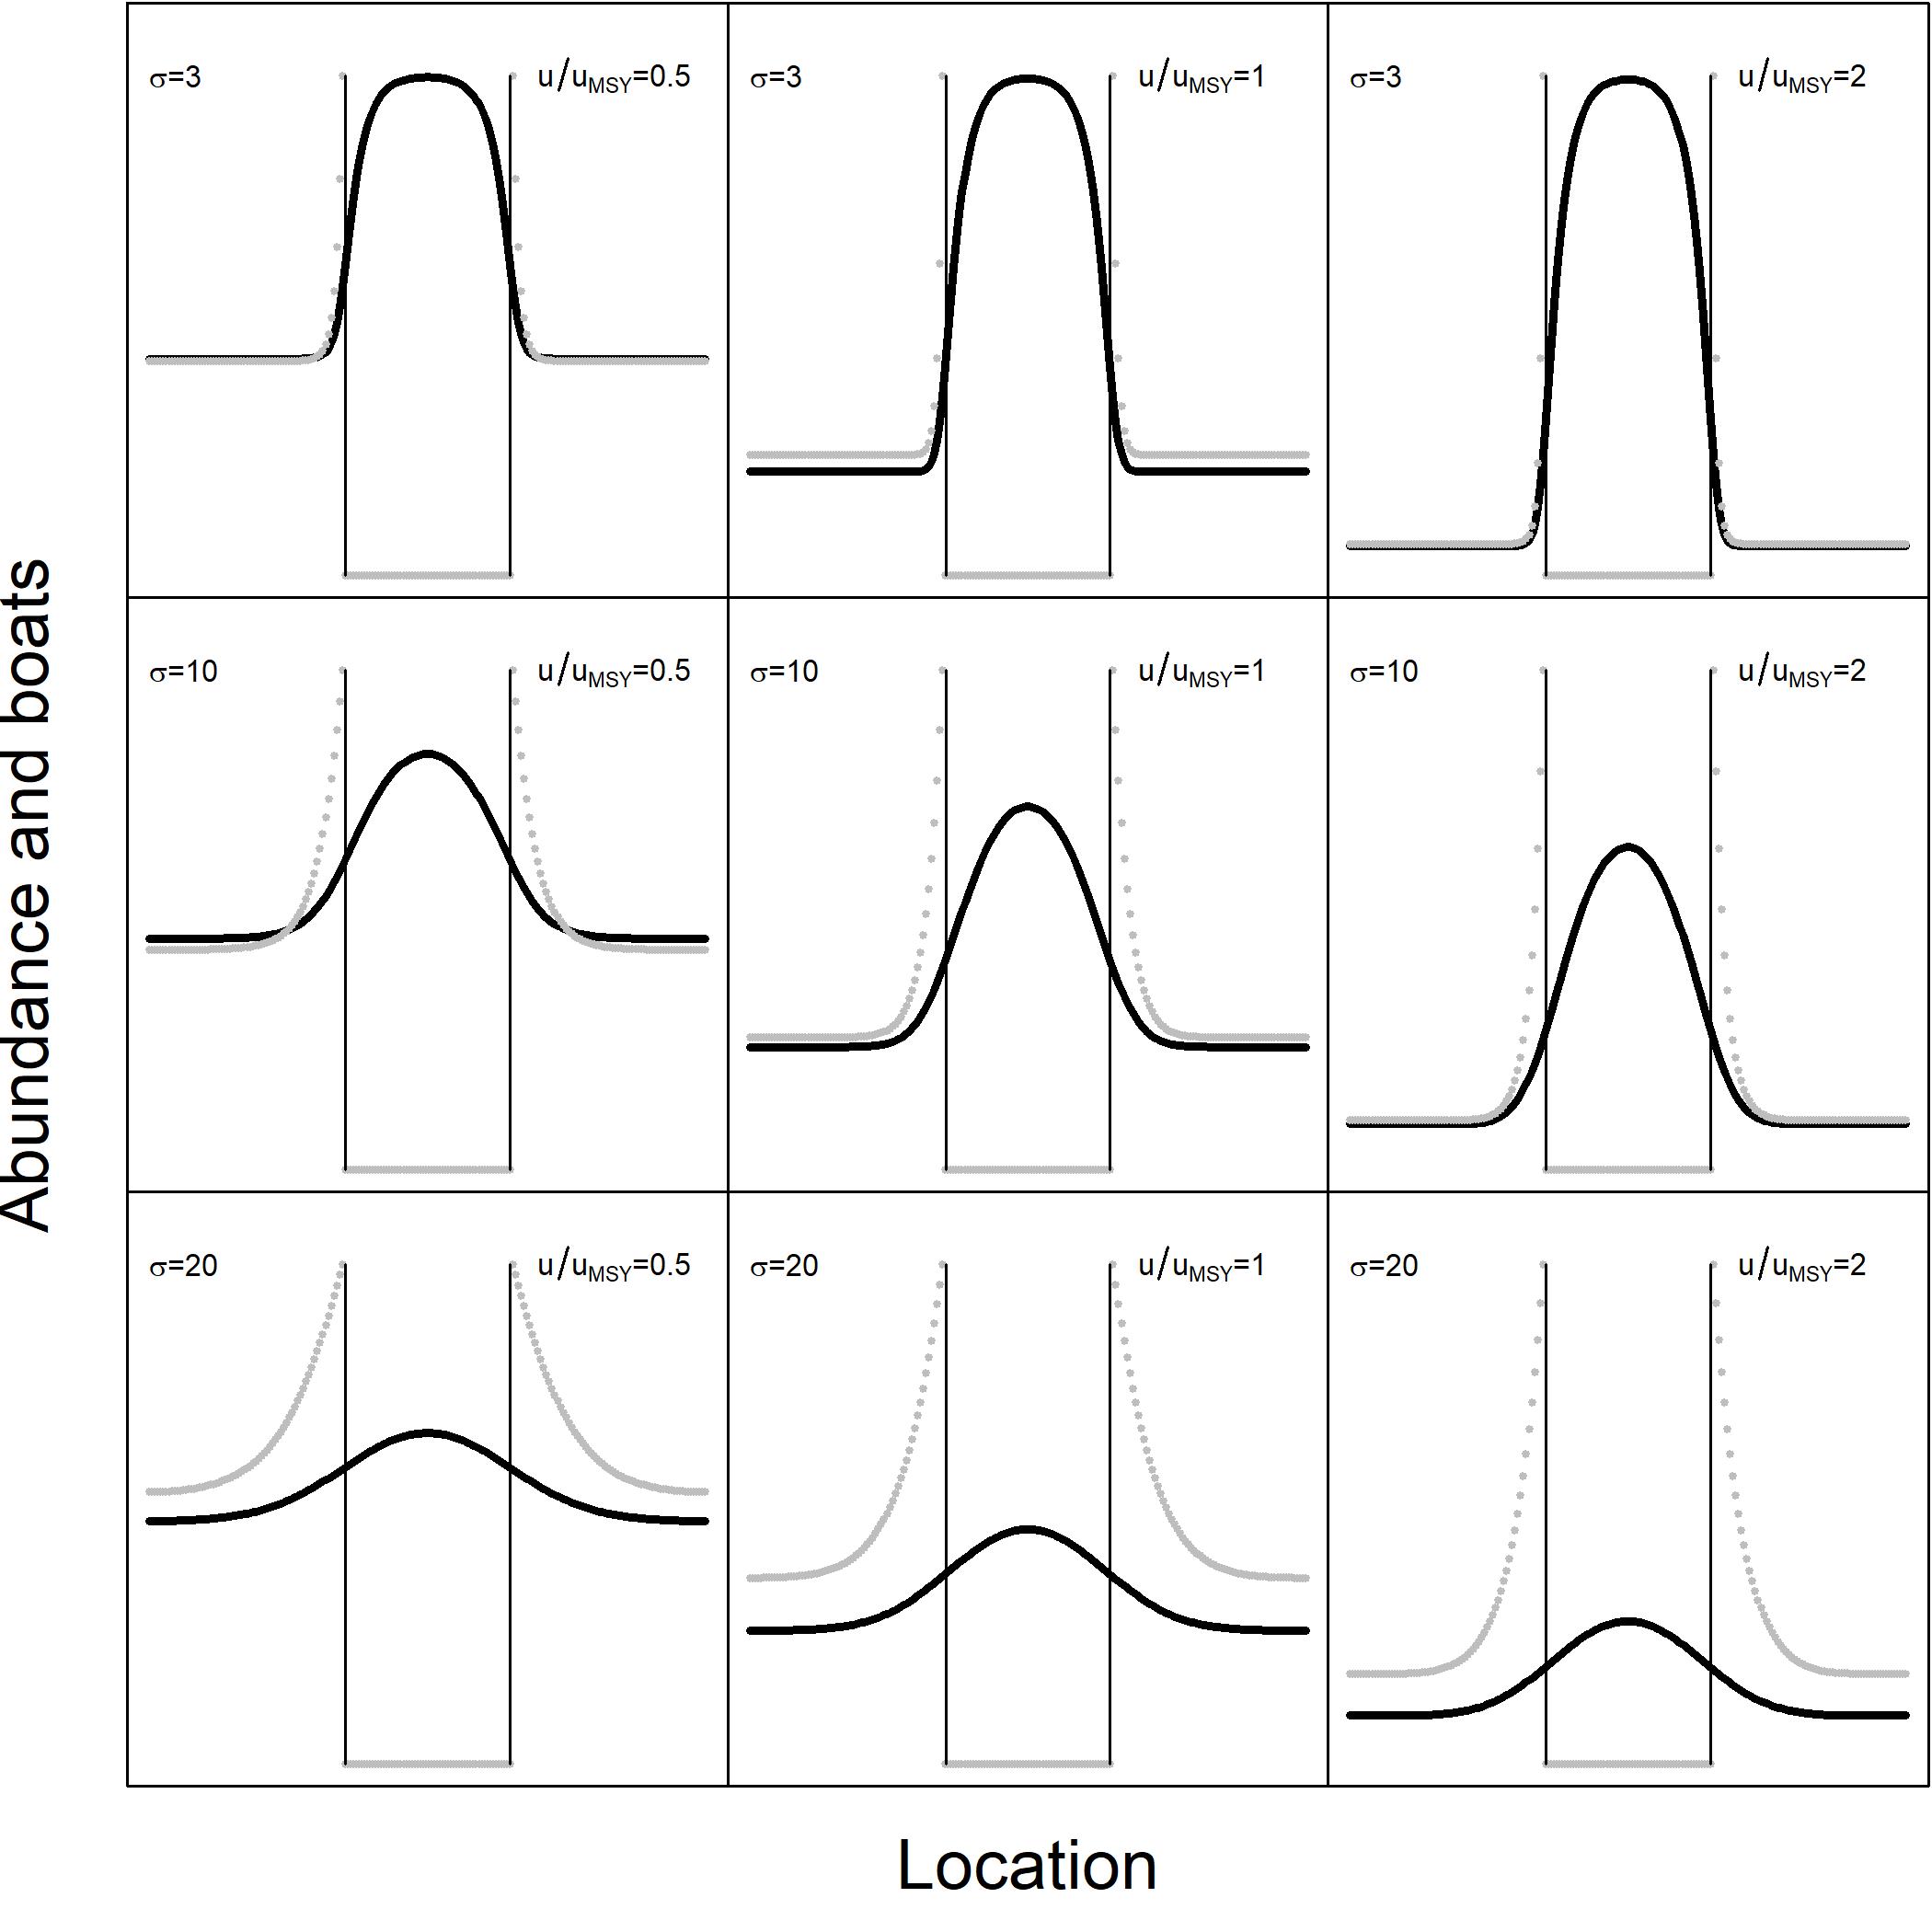 Abundance and boats
σ=3 u/uMSY=0.5
σ=3 u/uMSY=1
σ=3 u/uMSY=2
σ=10 u/uMSY=0.5
σ=10 u/uMSY=1
σ=10 u/uMSY=2
σ=20 u/uMSY=0.5
σ=20 u/uMSY=1
σ=20 u/uMSY=2
Location